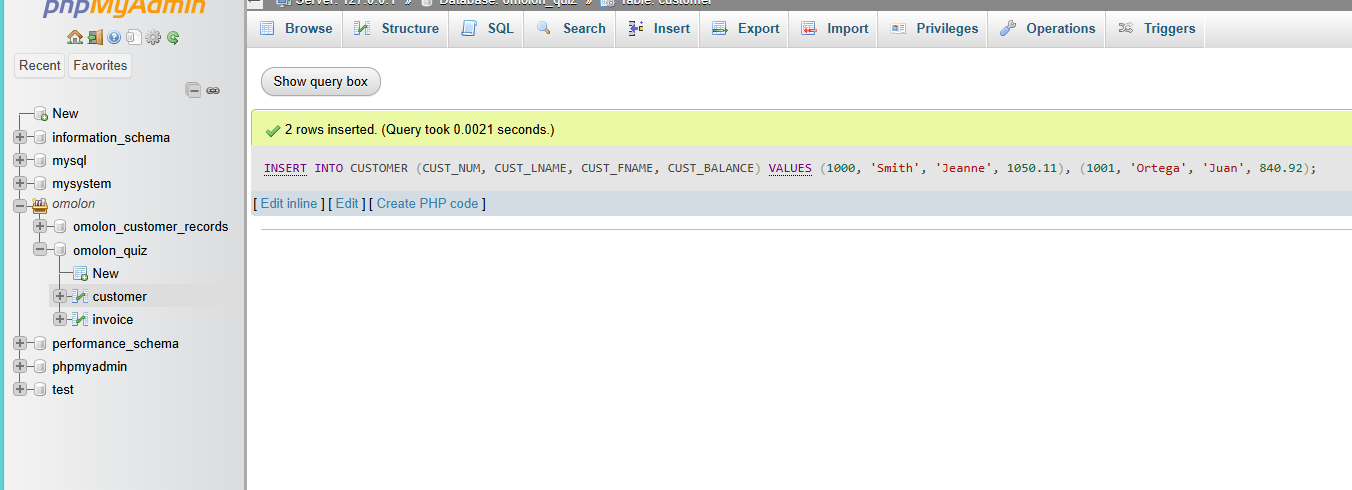 phpMyAdmin
Server: 127.0.0.1 » Database: omolon_quiz » Table: customer
Browse Structure SQL Search Insert Export Import Privileges Operations Triggers
Recent Favorites
Show query box
New
information_schema
mysql
mysystem
omolon
omolon_customer_records
omolon_quiz
New
customer
invoice
performance_schema
phpmyadmin
test
2 rows inserted. (Query took 0.0021 seconds.)
INSERT INTO CUSTOMER (CUST_NUM, CUST_LNAME, CUST_FNAME, CUST_BALANCE) VALUES (1000, 'Smith', 'Jeanne', 1050.11), (1001, 'Ortega', 'Juan', 840.92);
[ Edit inline ] [ Edit ] [ Create PHP code ]